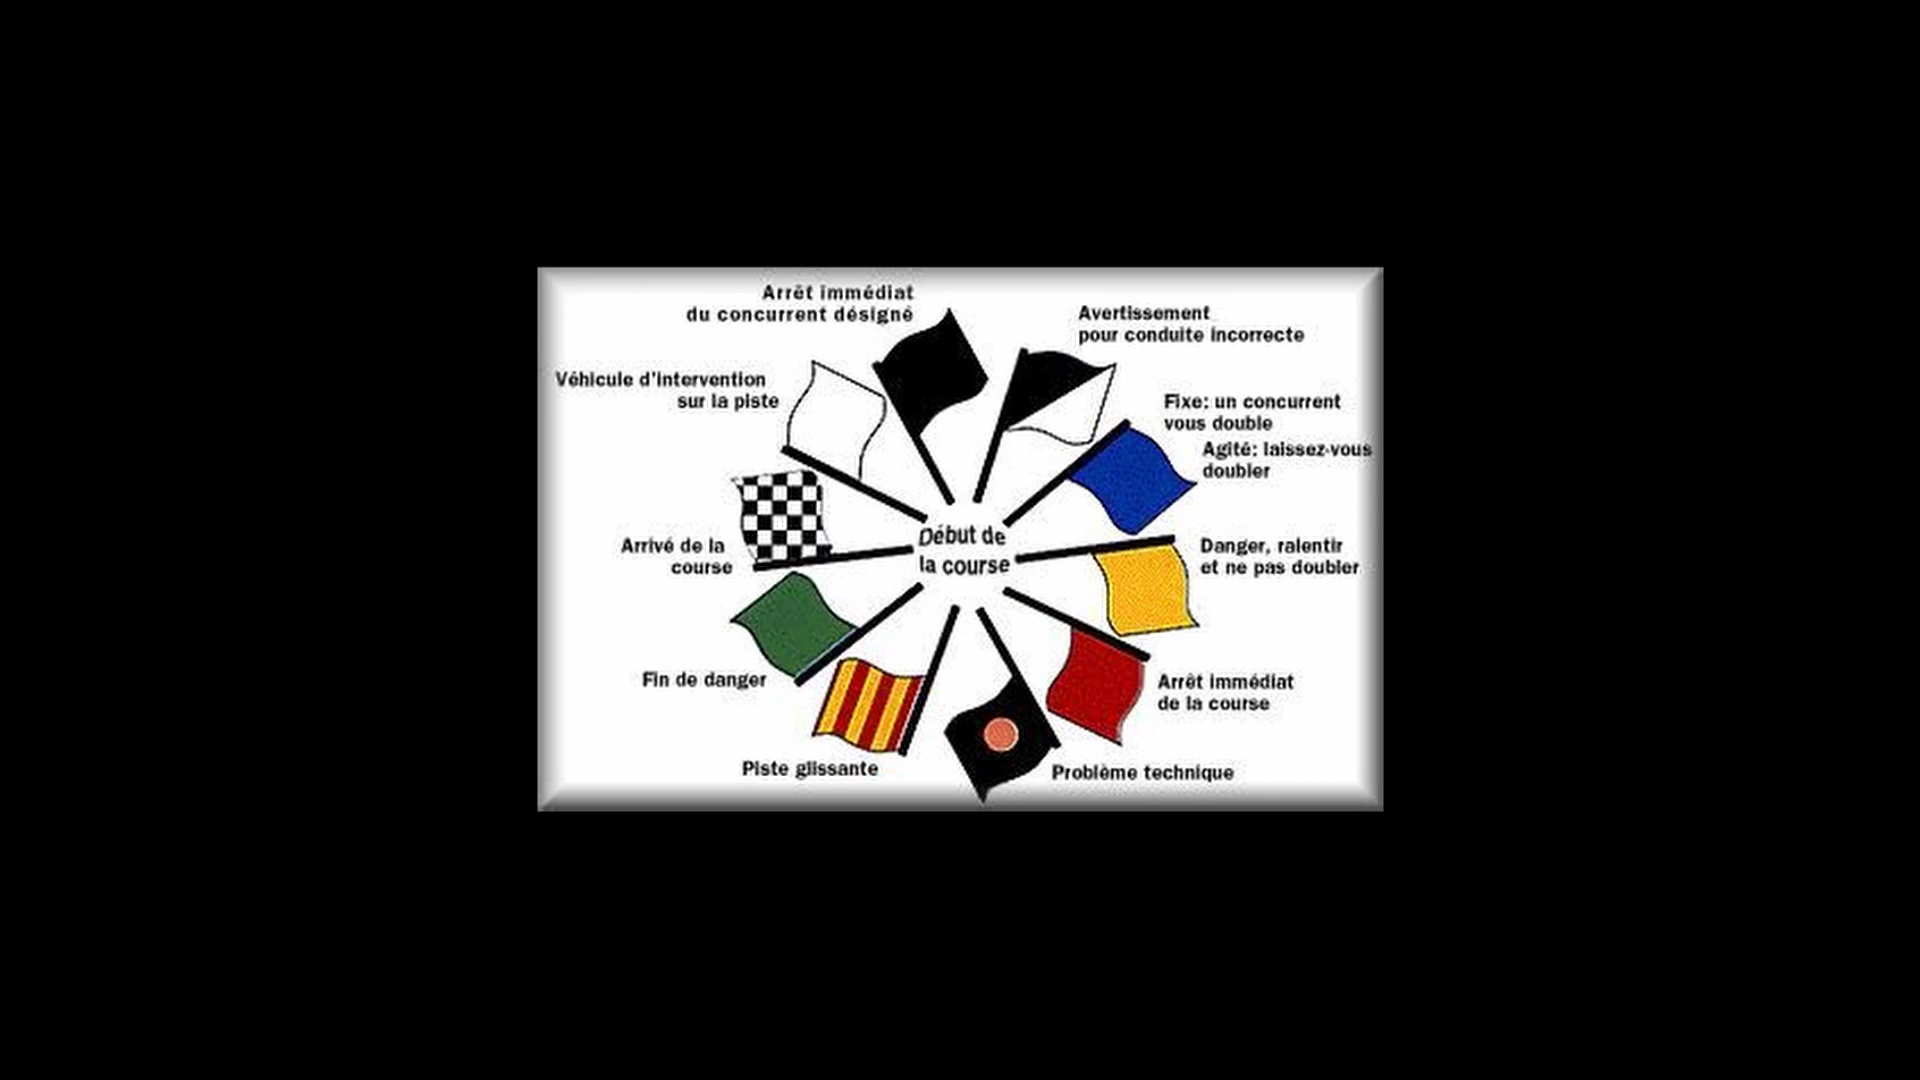 Arrêt immédiat
du concurrent désigné
Avertissement
pour conduite incorrecte
Véhicule d'intervention
sur la piste
Fixe: un concurrent
vous double
Agité: laissez-vous
doubler
Début de
la course
Arrivé de la
course
Danger, ralentir
et ne pas doubler
Fin de danger
Arrêt immédiat
de la course
Piste glissante
Problème technique